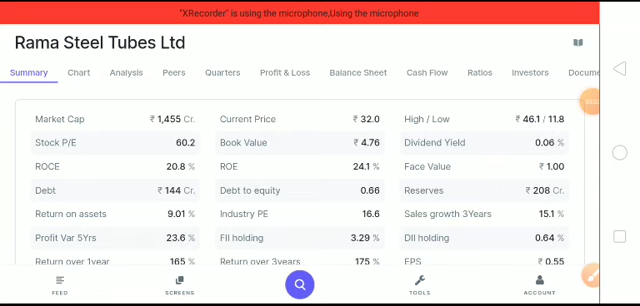 "XRecorder" is using the microphone,Using the microphone
Rama Steel Tubes Ltd
Summary Chart Analysis Peers Quarters Profit & Loss Balance Sheet Cash Flow Ratios Investors Docume
Market Cap ₹ 1,455 Cr. Current Price ₹ 32.0 High / Low ₹ 46.1 / 11.8
Stock P/E 60.2 Book Value ₹ 4.76 Dividend Yield 0.06 %
ROCE 20.8 % ROE 24.1 % Face Value ₹ 1.00
Debt ₹ 144 Cr. Debt to equity 0.66 Reserves ₹ 208 Cr.
Return on assets 9.01 % Industry PE 16.6 Sales growth 3Years 15.1 %
Profit Var 5Yrs 23.6 % FII holding 3.29 % DII holding 0.64 %
Return over 1year 165 % Return over 3years 175 % EPS ₹ 0.55
FEED SCREENS TOOLS ACCOUNT